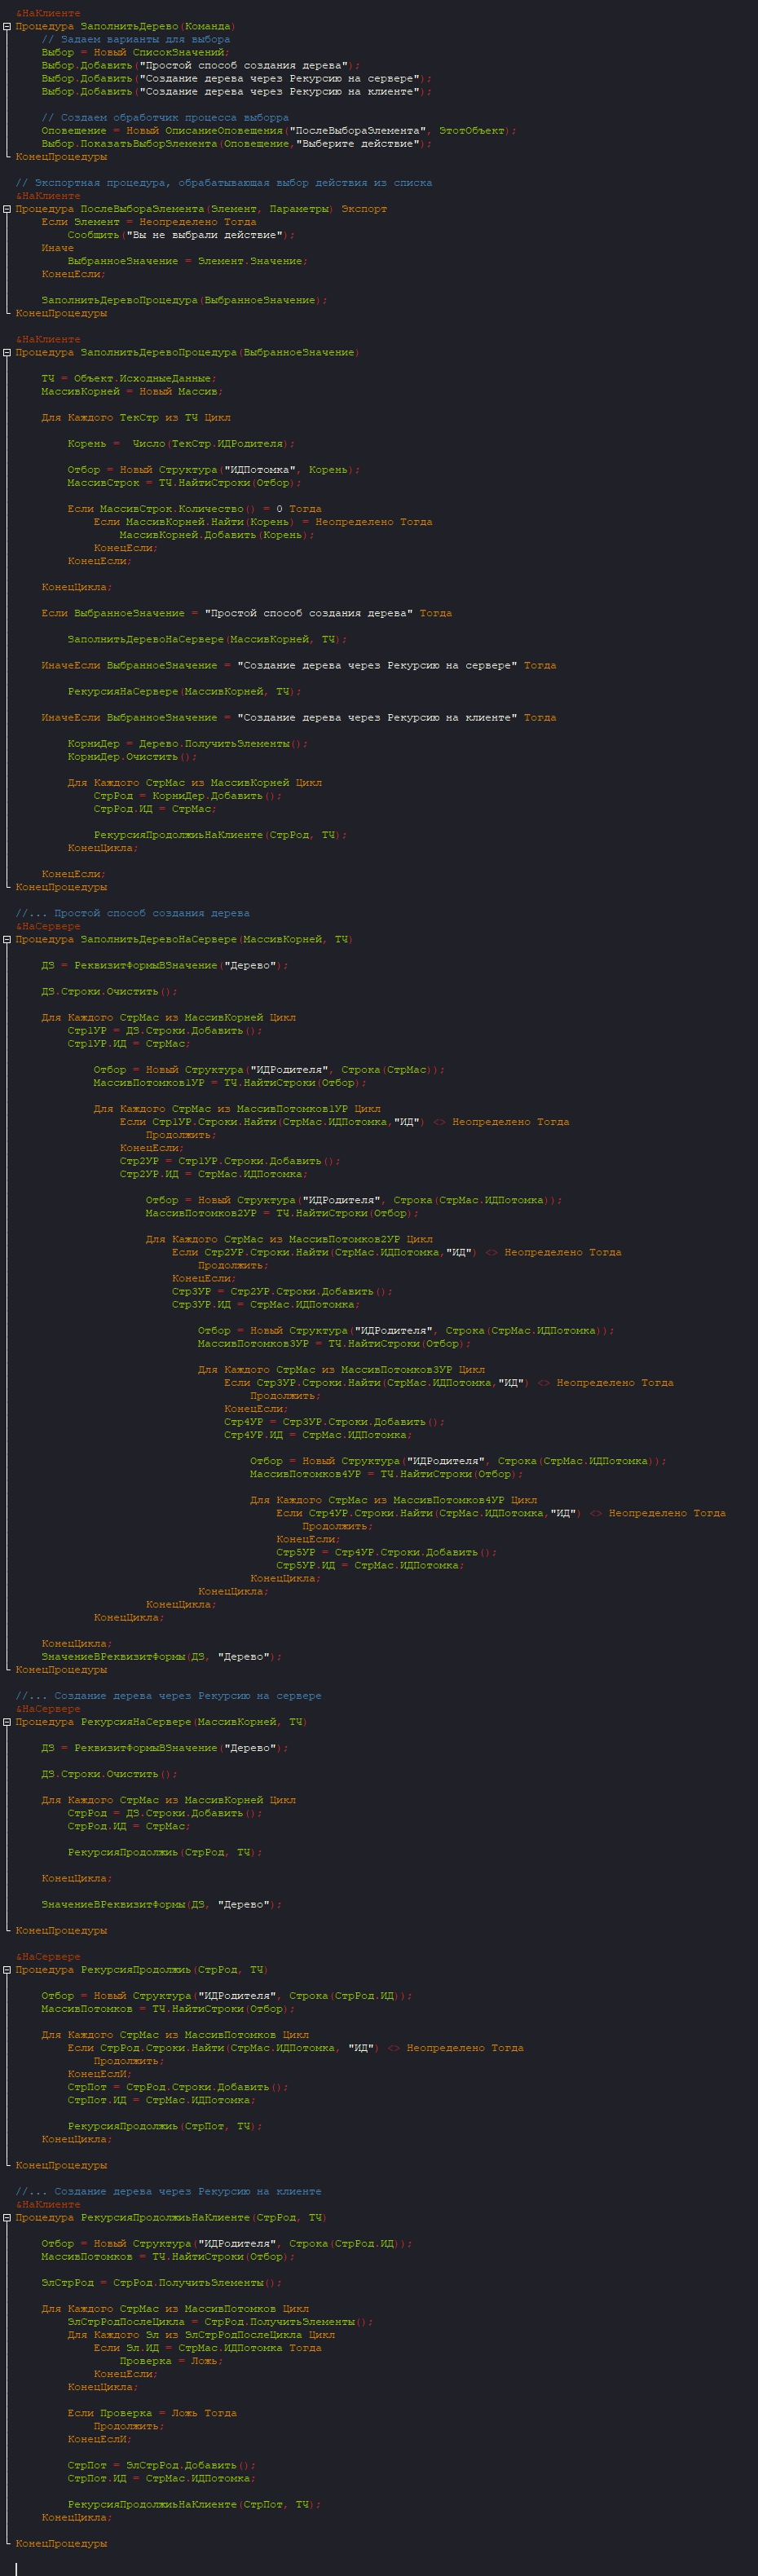 &НаКлиенте
Процедура ЗаполнитьДерево(Команда)
// Задаем варианты для выбора
Выбор = Новый СписокЗначений;
Выбор.Добавить("Простой способ создания дерева");
Выбор.Добавить("Создание дерева через Рекурсию на сервере");
Выбор.Добавить("Создание дерева через Рекурсию на клиенте");
// Создаем обработчик процесса выборра
Оповещение = Новый ОписаниеОповещения("ПослеВыбораЭлемента", ЭтотОбъект);
Выбор.ПоказатьВыборЭлемента(Оповещение,"Выберите действие");
КонецПроцедуры
// Экспортная процедура, обрабатывающая выбор действия из списка
&НаКлиенте
Процедура ПослеВыбораЭлемента(Элемент, Параметры) Экспорт
Если Элемент = Неопределено Тогда
Сообщить("Вы не выбрали действие");
Иначе
ВыбранноеЗначение = Элемент.Значение;
КонецЕсли;
ЗаполнитьДеревоПроцедура(ВыбранноеЗначение);
КонецПроцедуры
&НаКлиенте
Процедура ЗаполнитьДеревоПроцедура(ВыбранноеЗначение)
ТЧ = Объект.ИсходныеДанные;
МассивКорней = Новый Массив;
Для Каждого ТекСтр из ТЧ Цикл
Корень =  Число(ТекСтр.ИДРодителя);
Отбор = Новый Структура("ИДПотомка", Корень);
МассивСтрок = ТЧ.НайтиСтроки(Отбор);
Если МассивСтрок.Количество() = 0 Тогда
Если МассивКорней.Найти(Корень) = Неопределено Тогда
МассивКорней.Добавить(Корень);
КонецЕсли;
КонецЕсли;
КонецЦикла;
Если ВыбранноеЗначение = "Простой способ создания дерева" Тогда
ЗаполнитьДеревоНаСервере(МассивКорней, ТЧ);
ИначеЕсли ВыбранноеЗначение = "Создание дерева через Рекурсию на сервере" Тогда
РекурсияНаСервере(МассивКорней, ТЧ);
ИначеЕсли ВыбранноеЗначение = "Создание дерева через Рекурсию на клиенте" Тогда
КорниДер = Дерево.ПолучитьЭлементы();
КорниДер.Очистить();
Для Каждого СтрМас из МассивКорней Цикл
СтрРод = КорниДер.Добавить();
СтрРод.ИД = СтрМас;
РекурсияПродолжиьНаКлиенте(СтрРод, ТЧ);
КонецЦикла;
КонецЕсли;
КонецПроцедуры
//... Простой способ создания дерева
&НаСервере
Процедура ЗаполнитьДеревоНаСервере(МассивКорней, ТЧ)
ДЗ = РеквизитФормыВЗначение("Дерево");
ДЗ.Строки.Очистить();
Для Каждого СтрМас из МассивКорней Цикл
Стр1УР = ДЗ.Строки.Добавить();
Стр1УР.ИД = СтрМас;
Отбор = Новый Структура("ИДРодителя", Строка(СтрМас));
МассивПотомков1УР = ТЧ.НайтиСтроки(Отбор);
Для Каждого СтрМас из МассивПотомков1УР Цикл
Если Стр1УР.Строки.Найти(СтрМас.ИДПотомка,"ИД") <> Неопределено Тогда
Продолжить;
КонецЕсли;
Стр2УР = Стр1УР.Строки.Добавить();
Стр2УР.ИД = СтрМас.ИДПотомка;
Отбор = Новый Структура("ИДРодителя", Строка(СтрМас.ИДПотомка));
МассивПотомков2УР = ТЧ.НайтиСтроки(Отбор);
Для Каждого СтрМас из МассивПотомков2УР Цикл
Если Стр2УР.Строки.Найти(СтрМас.ИДПотомка,"ИД") <> Неопределено Тогда
Продолжить;
КонецЕсли;
Стр3УР = Стр2УР.Строки.Добавить();
Стр3УР.ИД = СтрМас.ИДПотомка;
Отбор = Новый Структура("ИДРодителя", Строка(СтрМас.ИДПотомка));
МассивПотомков3УР = ТЧ.НайтиСтроки(Отбор);
Для Каждого СтрМас из МассивПотомков3УР Цикл
Если Стр3УР.Строки.Найти(СтрМас.ИДПотомка,"ИД") <> Неопределено Тогда
Продолжить;
КонецЕсли;
Стр4УР = Стр3УР.Строки.Добавить();
Стр4УР.ИД = СтрМас.ИДПотомка;
Отбор = Новый Структура("ИДРодителя", Строка(СтрМас.ИДПотомка));
МассивПотомков4УР = ТЧ.НайтиСтроки(Отбор);
Для Каждого СтрМас из МассивПотомков4УР Цикл
Если Стр4УР.Строки.Найти(СтрМас.ИДПотомка,"ИД") <> Неопределено Тогда
Продолжить;
КонецЕсли;
Стр5УР = Стр4УР.Строки.Добавить();
Стр5УР.ИД = СтрМас.ИДПотомка;
КонецЦикла;
КонецЦикла;
КонецЦикла;
КонецЦикла;
КонецЦикла;
ЗначениеВРеквизитФормы(ДЗ, "Дерево");
КонецПроцедуры
//... Создание дерева через Рекурсию на сервере
&НаСервере
Процедура РекурсияНаСервере(МассивКорней, ТЧ)
ДЗ = РеквизитФормыВЗначение("Дерево");
ДЗ.Строки.Очистить();
Для Каждого СтрМас из МассивКорней Цикл
СтрРод = ДЗ.Строки.Добавить();
СтрРод.ИД = СтрМас;
РекурсияПродолжиь(СтрРод, ТЧ);
КонецЦикла;
ЗначениеВРеквизитФормы(ДЗ, "Дерево");
КонецПроцедуры
&НаСервере
Процедура РекурсияПродолжиь(СтрРод, ТЧ)
Отбор = Новый Структура("ИДРодителя", Строка(СтрРод.ИД));
МассивПотомков = ТЧ.НайтиСтроки(Отбор);
Для Каждого СтрМас из МассивПотомков Цикл
Если СтрРод.Строки.Найти(СтрМас.ИДПотомка, "ИД") <> Неопределено Тогда
Продолжить;
КонецЕслИ;
СтрПот = СтрРод.Строки.Добавить();
СтрПот.ИД = СтрМас.ИДПотомка;
РекурсияПродолжиь(СтрПот, ТЧ);
КонецЦикла;
КонецПроцедуры
//... Создание дерева через Рекурсию на клиенте
&НаКлиенте
Процедура РекурсияПродолжиьНаКлиенте(СтрРод, ТЧ)
Отбор = Новый Структура("ИДРодителя", Строка(СтрРод.ИД));
МассивПотомков = ТЧ.НайтиСтроки(Отбор);
ЭлСтрРод = СтрРод.ПолучитьЭлементы();
Для Каждого СтрМас из МассивПотомков Цикл
ЭлСтрРодПослеЦикла = СтрРод.ПолучитьЭлементы();
Для Каждого Эл из ЭлСтрРодПослеЦикла Цикл
Если Эл.ИД = СтрМас.ИДПотомка Тогда
Проверка = Ложь;
КонецЕсли;
КонецЦикла;
Если Проверка = Ложь Тогда
Продолжить;
КонецЕслИ;
СтрПот = ЭлСтрРод.Добавить();
СтрПот.ИД = СтрМас.ИДПотомка;
РекурсияПродолжиьНаКлиенте(СтрПот, ТЧ);
КонецЦикла;
КонецПроцедуры